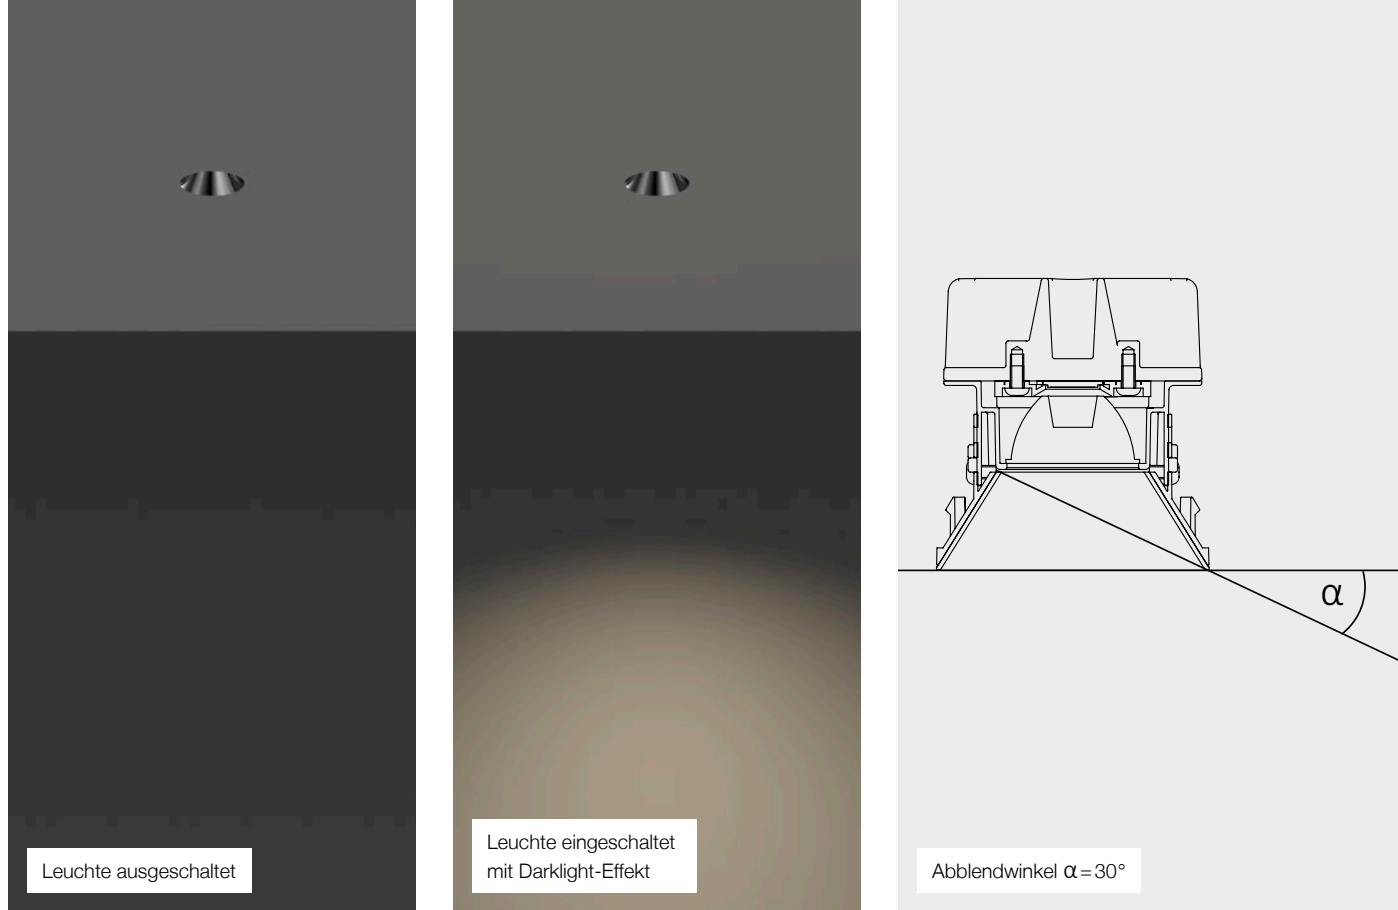 Leuchte ausgeschaltet
Leuchte eingeschaltet
mit Darklight-Effekt
α
Abblendwinkel α = 30°